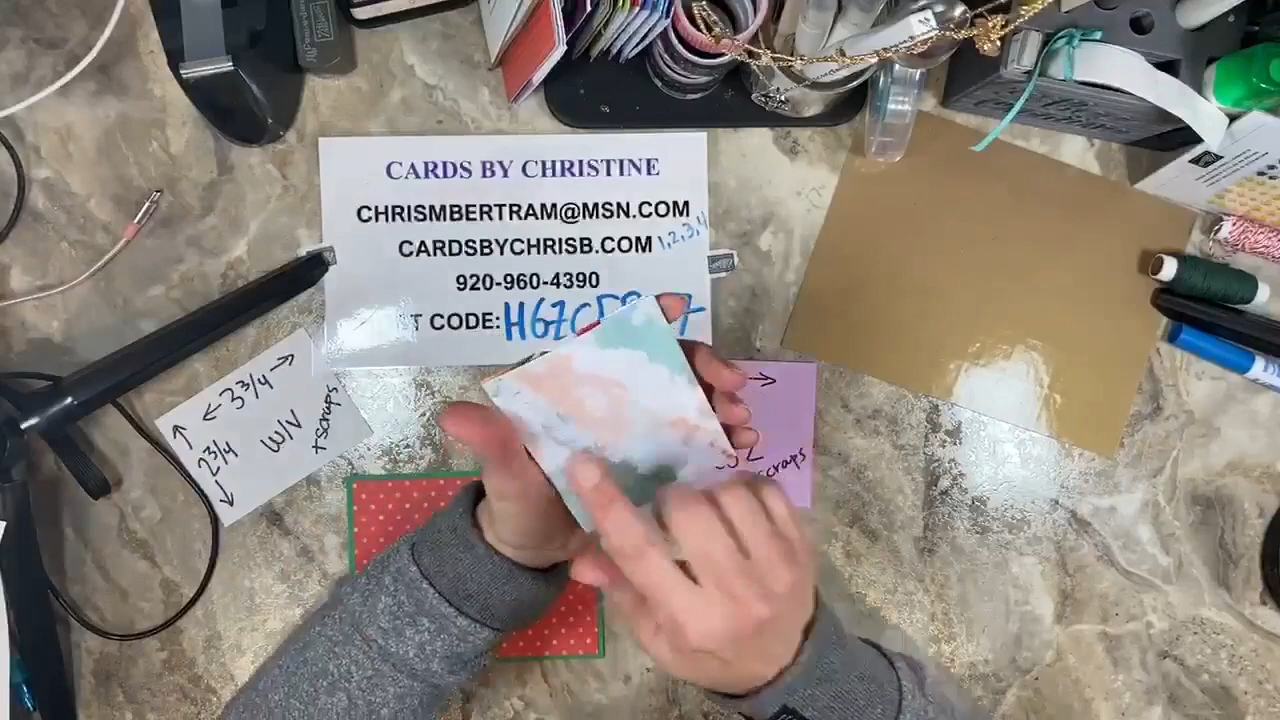 CARDS BY CHRISTINE
CHRISMBERTRAM@MSN.COM
CARDSBYCHRISB.COM 1,2,3,4
920-960-4390
CODE:
← 3 3/4 →
↑
2 3/4
↓
W/V
+scraps
→
scraps